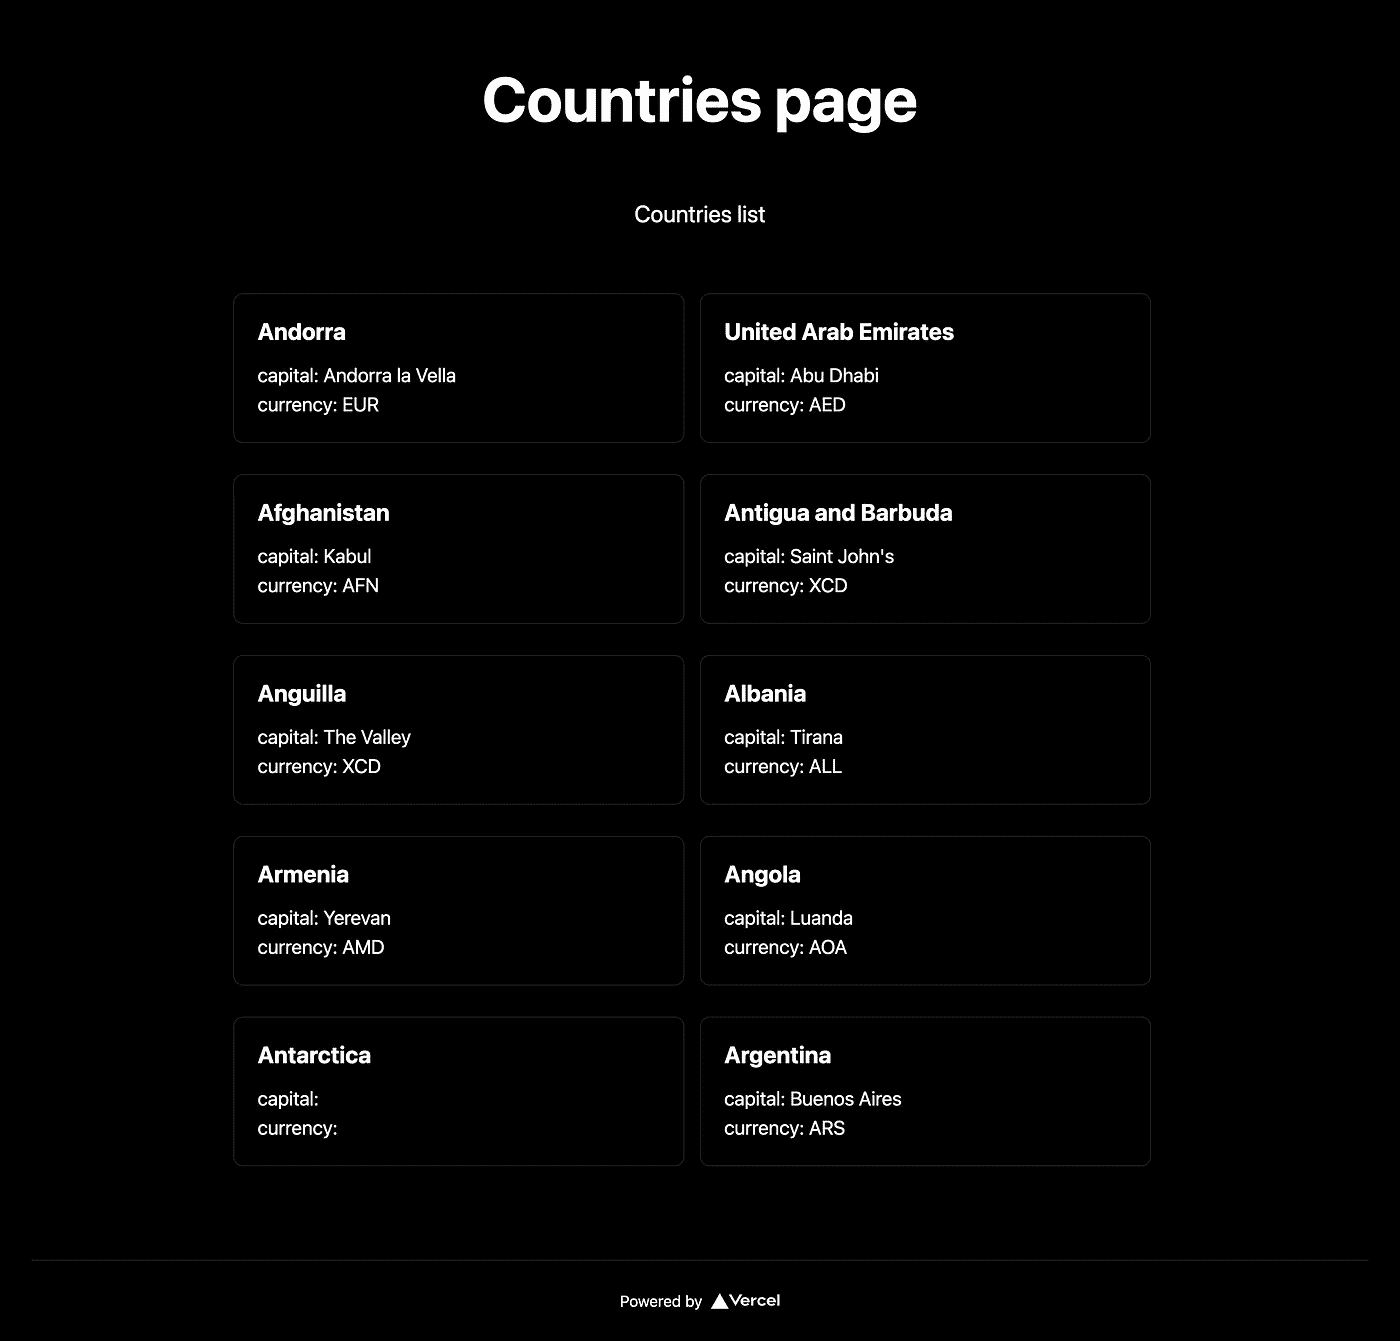 Countries page
Countries list
Andorra
capital: Andorra la Vella
currency: EUR
United Arab Emirates
capital: Abu Dhabi
currency: AED
Afghanistan
capital: Kabul
currency: AFN
Antigua and Barbuda
capital: Saint John's
currency: XCD
Anguilla
capital: The Valley
currency: XCD
Albania
capital: Tirana
currency: ALL
Armenia
capital: Yerevan
currency: AMD
Angola
capital: Luanda
currency: AOA
Antarctica
capital:
currency:
Argentina
capital: Buenos Aires
currency: ARS
Powered by Vercel